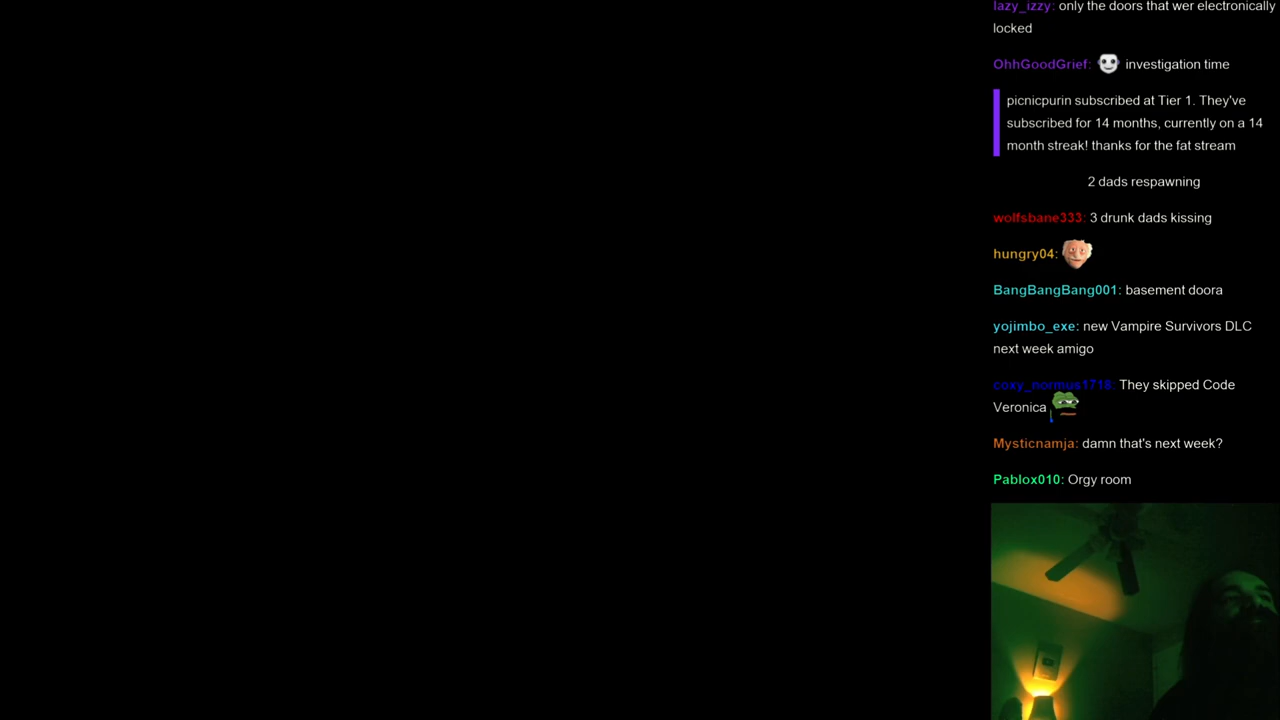 lazy_izzy: only the doors that wer electronically
locked
OhhGoodGrief: investigation time
picnicpurin subscribed at Tier 1. They've
subscribed for 14 months, currently on a 14
month streak! thanks for the fat stream
2 dads respawning
wolfsbane333: 3 drunk dads kissing
hungry04:
BangBangBang001: basement doora
yojimbo_exe: new Vampire Survivors DLC
next week amigo
coxy_normus1718: They skipped Code
Veronica
Mysticnamja: damn that's next week?
Pablox010: Orgy room